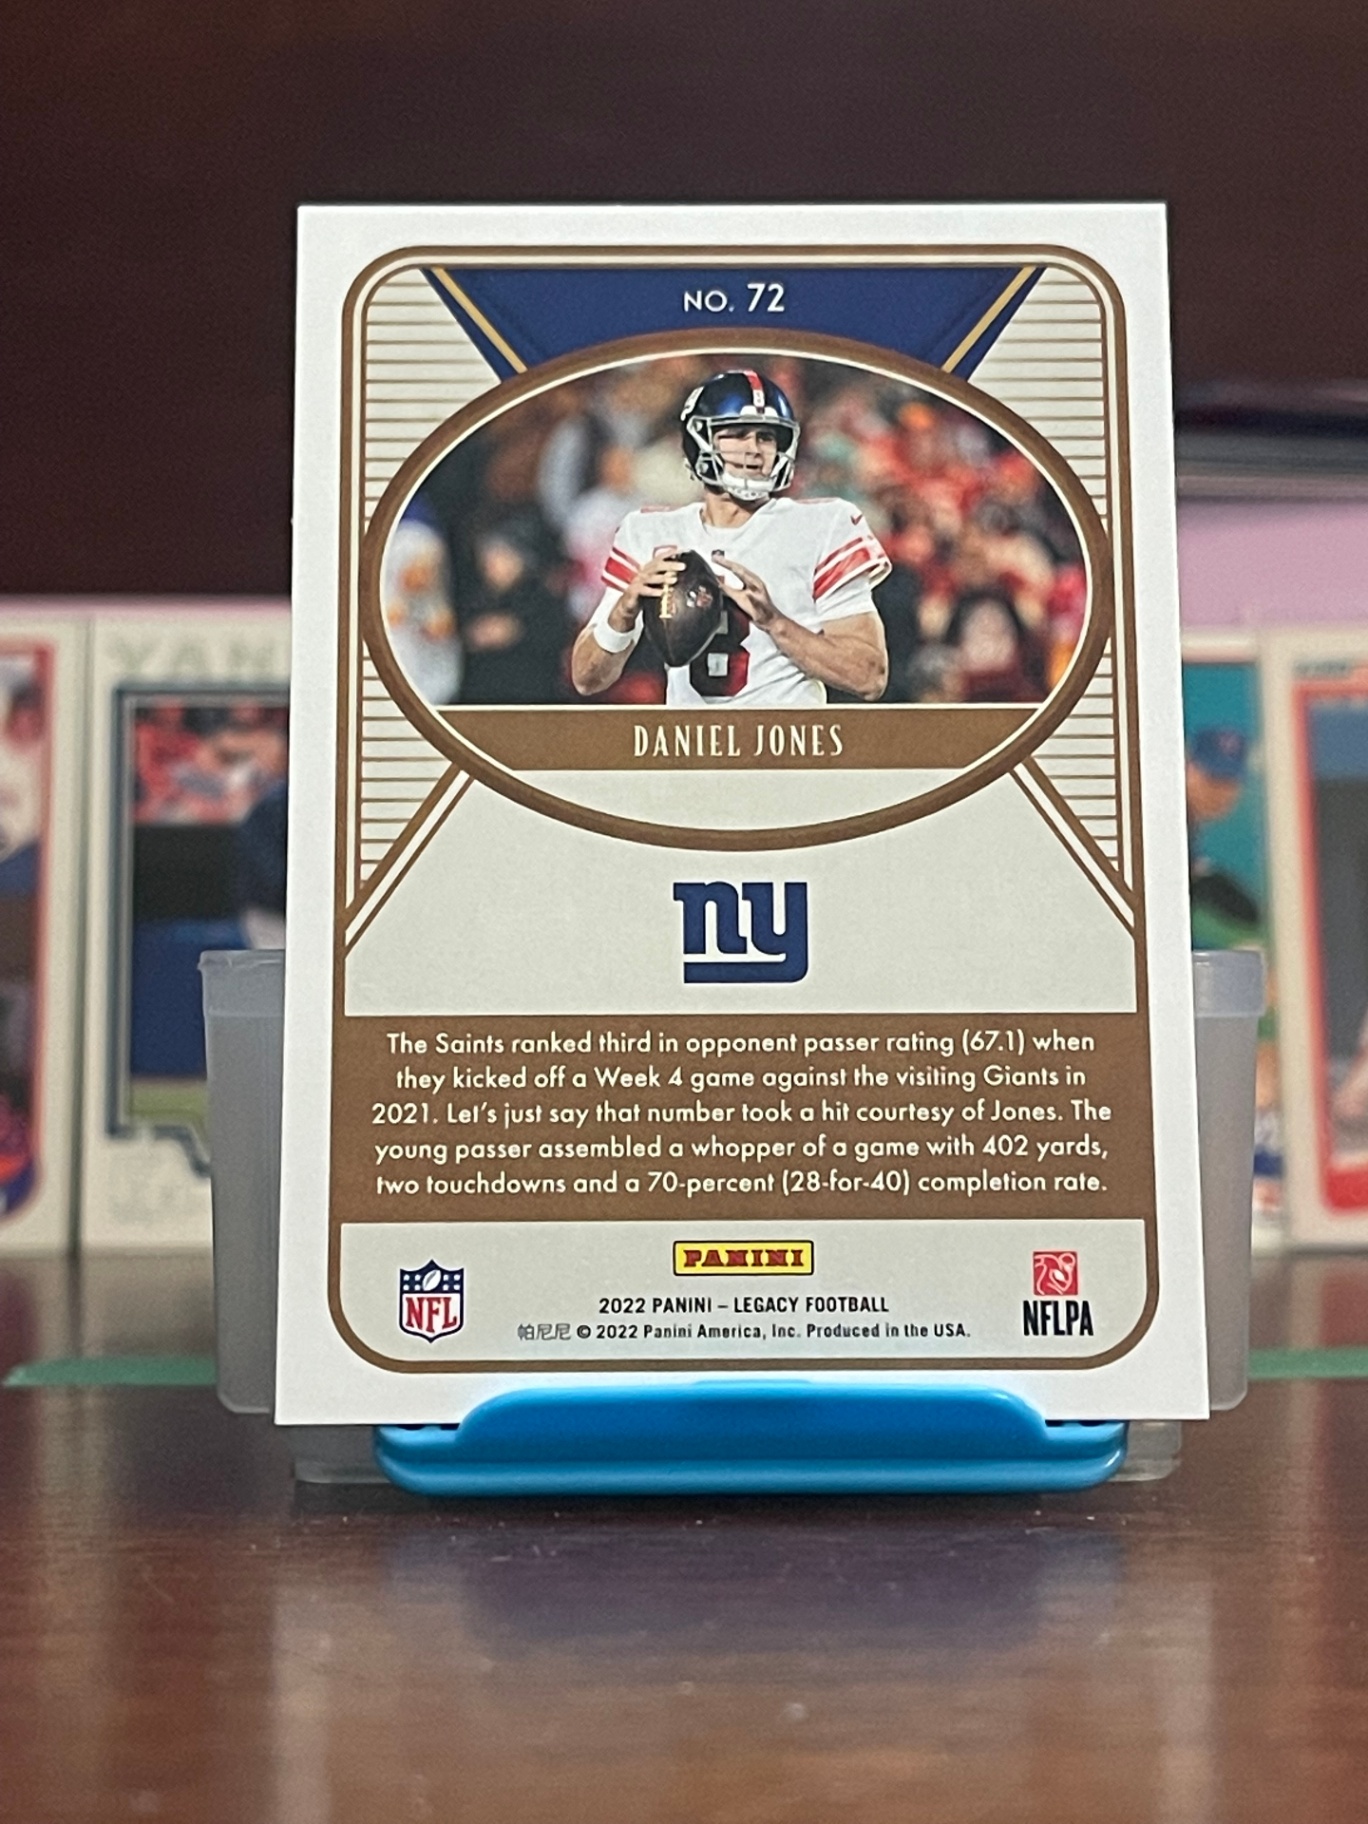 NO. 72
8
DANIEL JONES
ny
The Saints ranked third in opponent passer rating (67.1) when
they kicked off a Week 4 game against the visiting Giants in
2021. Let's just say that number took a hit courtesy of Jones. The
young passer assembled a whopper of a game with 402 yards,
two touchdowns and a 70-percent (28-for-40) completion rate.
PANINI
NFL
2022 PANINI – LEGACY FOOTBALL
帕尼尼 © 2022 Panini America, Inc. Produced in the USA.
NFLPA